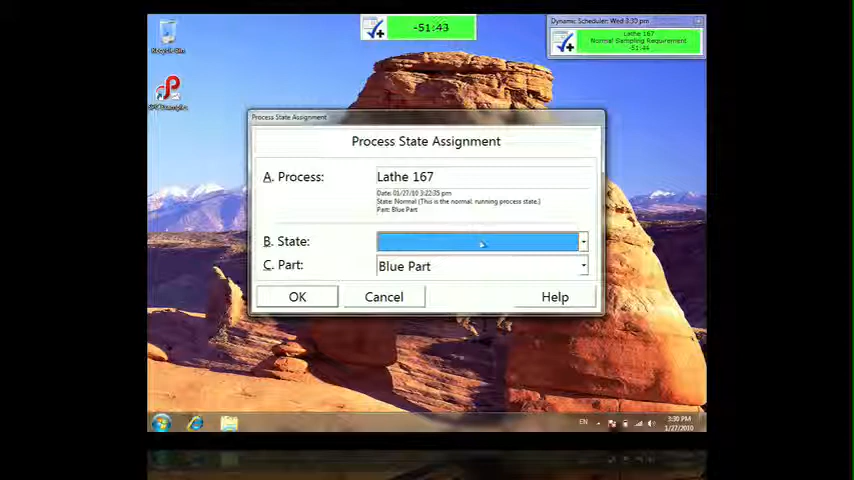 Recycle Bin
-51:43
Dynamic Scheduler: Wed 3:30 pm
Lathe 167
Normal Sampling Requirement
-51:44
Process State Assignment
Process State Assignment
A. Process:
Lathe 167
Date: 01/27/10 3:22:35 pm
State: Normal (This is the normal, running process state.)
Part: Blue Part
B. State:
C. Part:
Blue Part
OK
Cancel
Help
EN
3:30 PM
1/27/2010